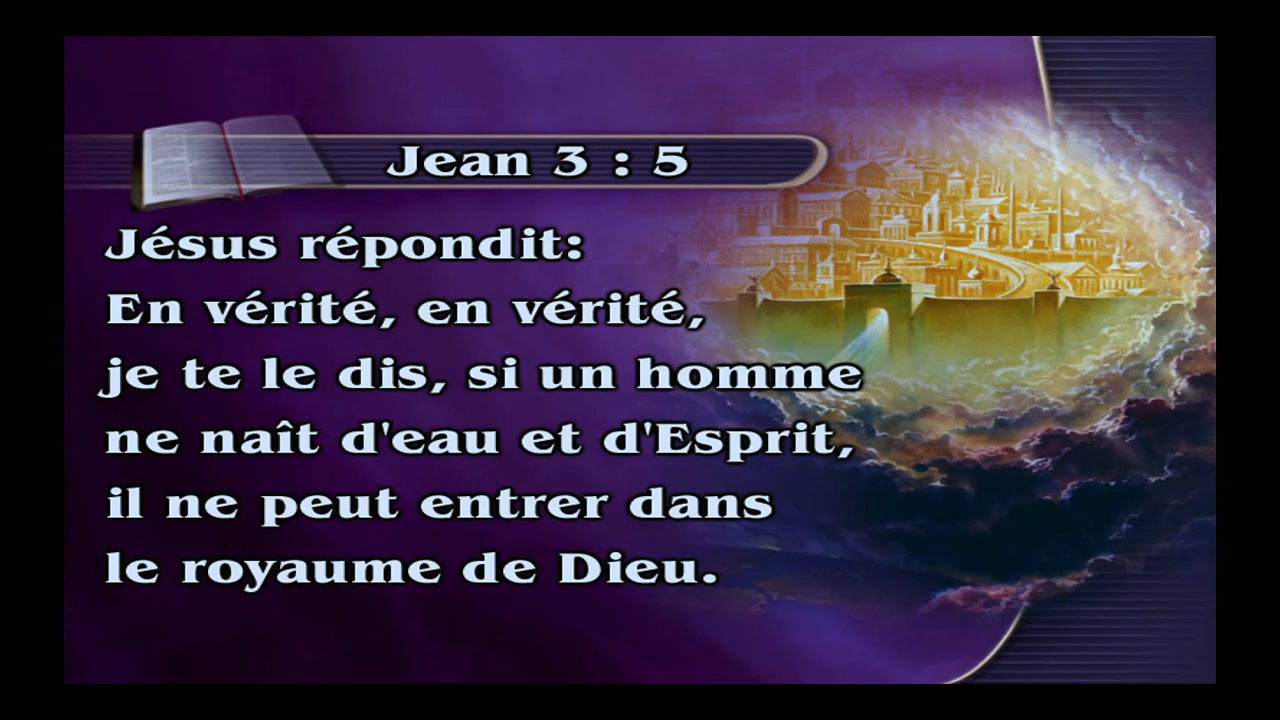 Jean 3 : 5
Jésus répondit:
En vérité, en vérité,
je te le dis, si un homme
ne naît d'eau et d'Esprit,
il ne peut entrer dans
le royaume de Dieu.